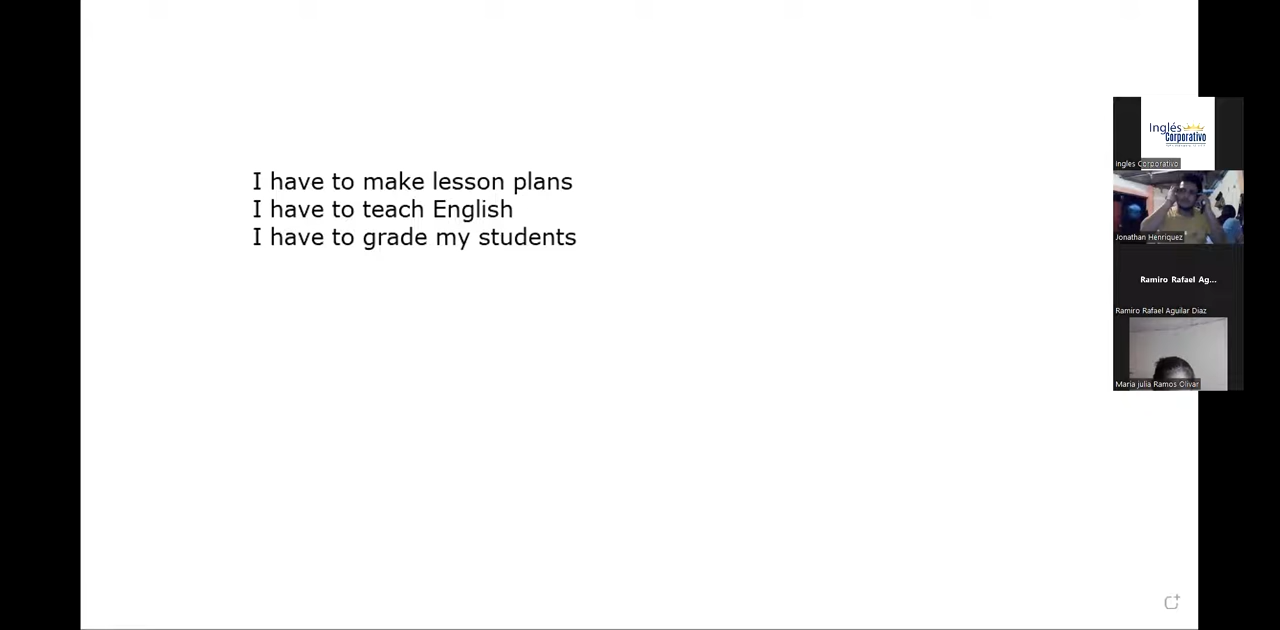 I have to make lesson plans
I have to teach English
I have to grade my students
Inglés
Corporativo
Ingles Corporativo
Jonathan Henriquez
Ramiro Rafael Ag...
Ramiro Rafael Aguilar Diaz
Maria julia Ramos Olivar